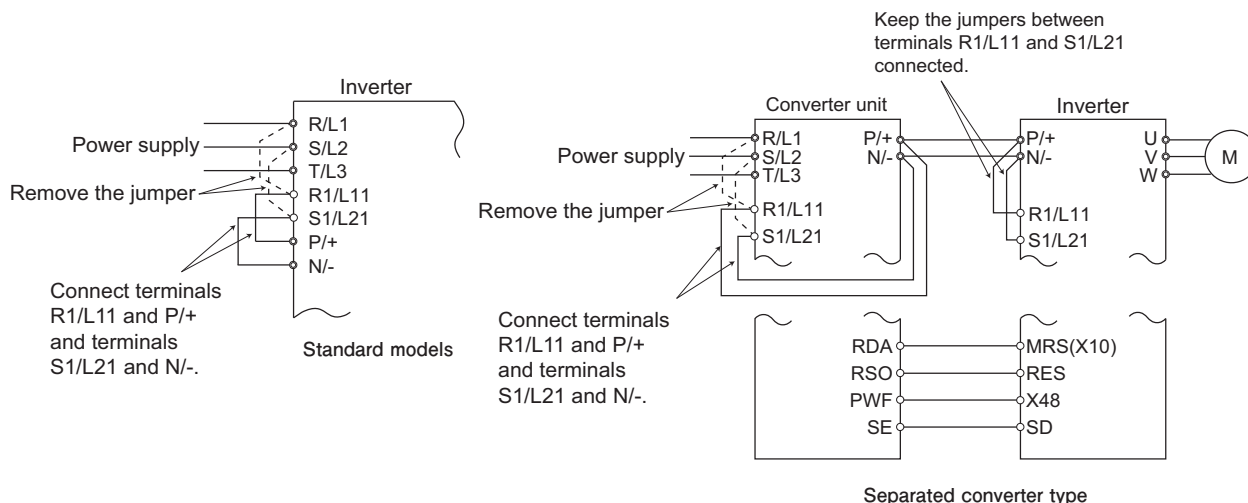 Inverter
Power supply
R/L1
S/L2
T/L3
Remove the jumper
R1/L11
S1/L21
P/+
N/-
Connect terminals
R1/L11 and P/+
and terminals
S1/L21 and N/-.
Standard models
Keep the jumpers between
terminals R1/L11 and S1/L21
connected.
Converter unit
Inverter
Power supply
R/L1
S/L2
T/L3
Remove the jumper
R1/L11
S1/L21
P/+
N/-
P/+
N/-
R1/L11
S1/L21
U
V
W
M
Connect terminals
R1/L11 and P/+
and terminals
S1/L21 and N/-.
RDA
MRS(X10)
RSO
RES
PWF
X48
SE
SD
Separated converter type